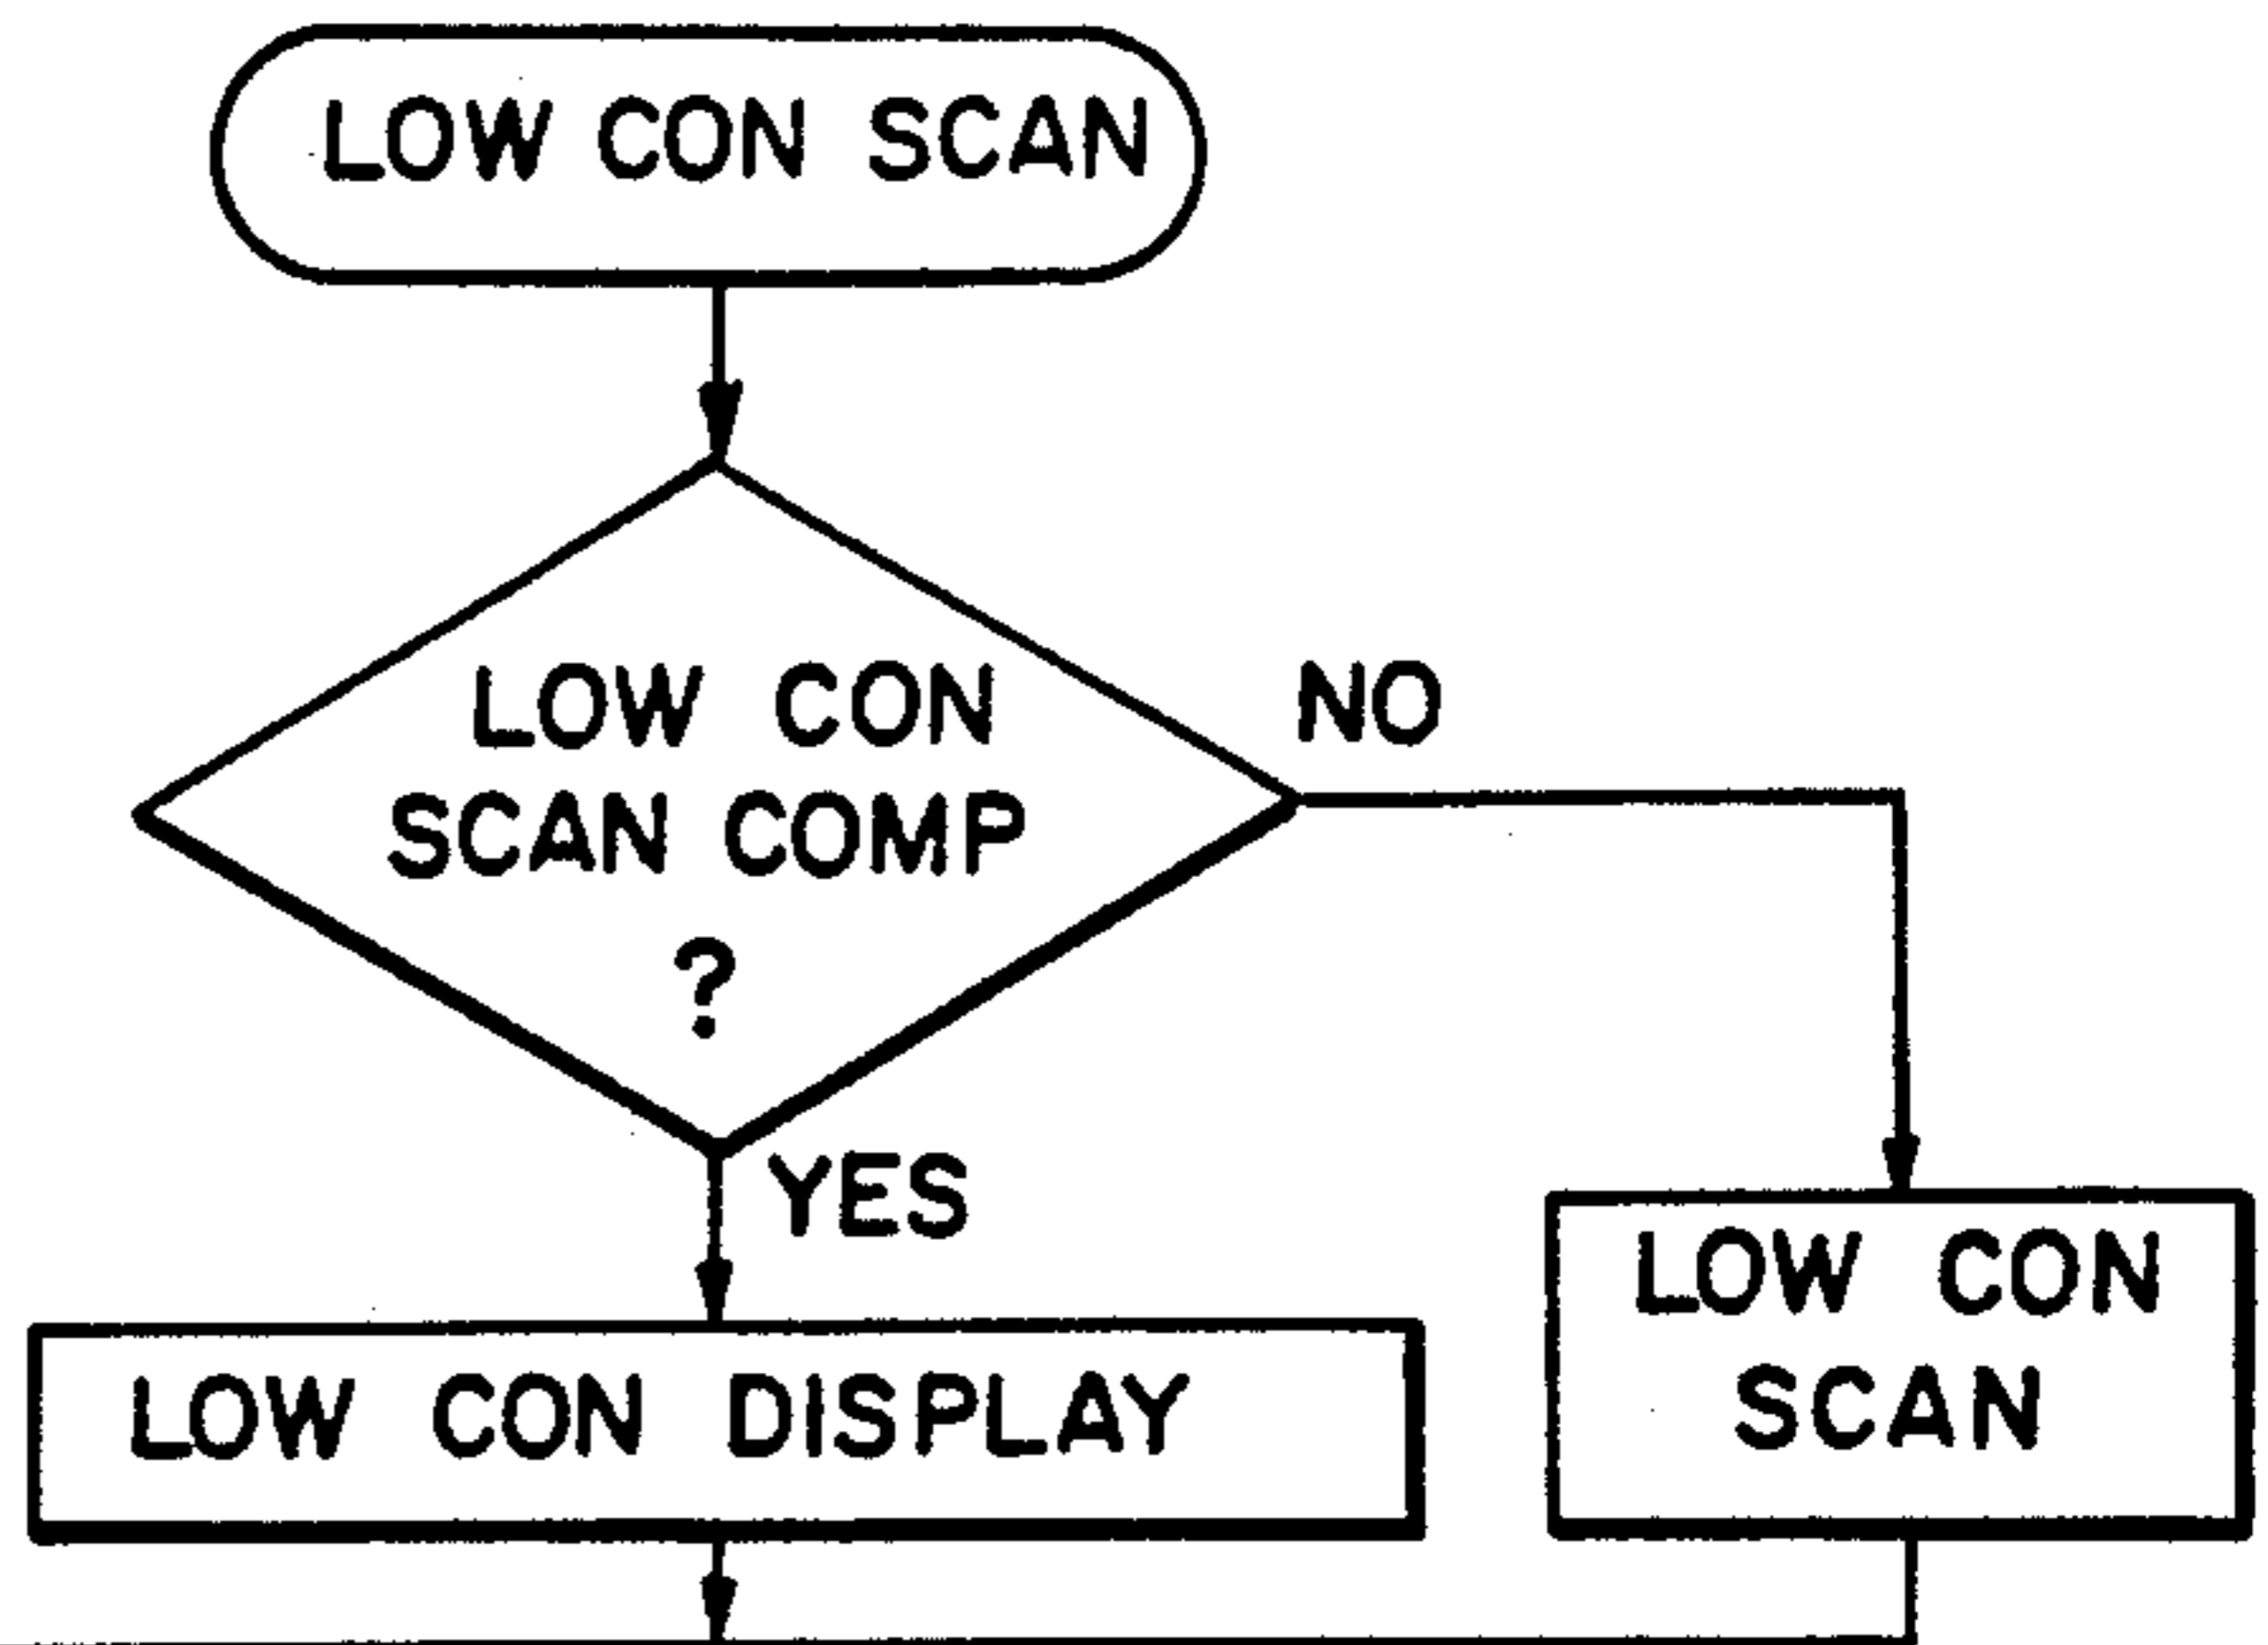 LOW CON SCAN
LOW CON
SCAN COMP
?
NO
YES
LOW CON DISPLAY
LOW CON
SCAN